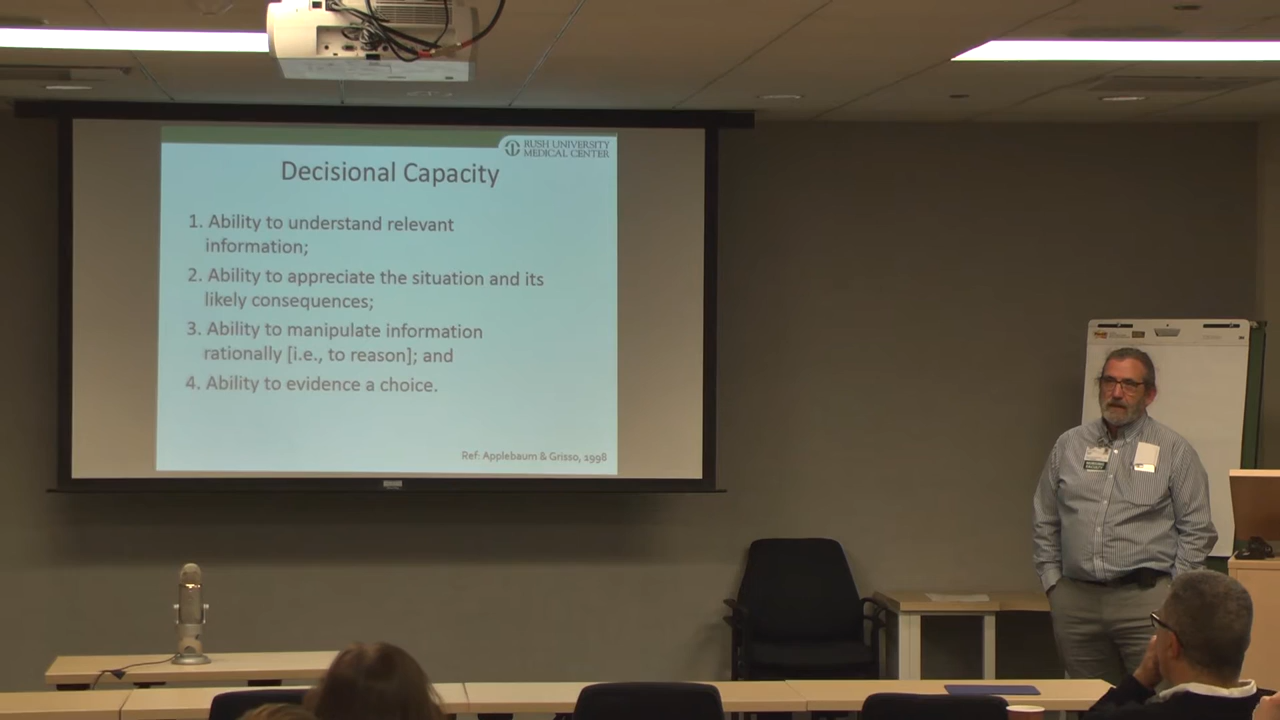 RUSH UNIVERSITY
MEDICAL CENTER
Decisional Capacity
1. Ability to understand relevant
information;
2. Ability to appreciate the situation and its
likely consequences;
3. Ability to manipulate information
rationally [i.e., to reason]; and
4. Ability to evidence a choice.
Ref: Applebaum & Grisso, 1998